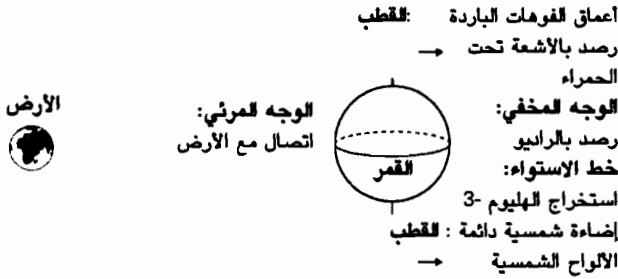 القطب: أعماق الفوهات الباردة
رصد بالأشعة تحت
الحمراء
الوجه المخفي:
رصد بالراديو
خط الاستواء:
استخراج الهليوم -3
القطب : إضاءة شمسية دائمة
الألواح الشمسية
القمر
الوجه المرئي:
اتصال مع الأرض
الأرض